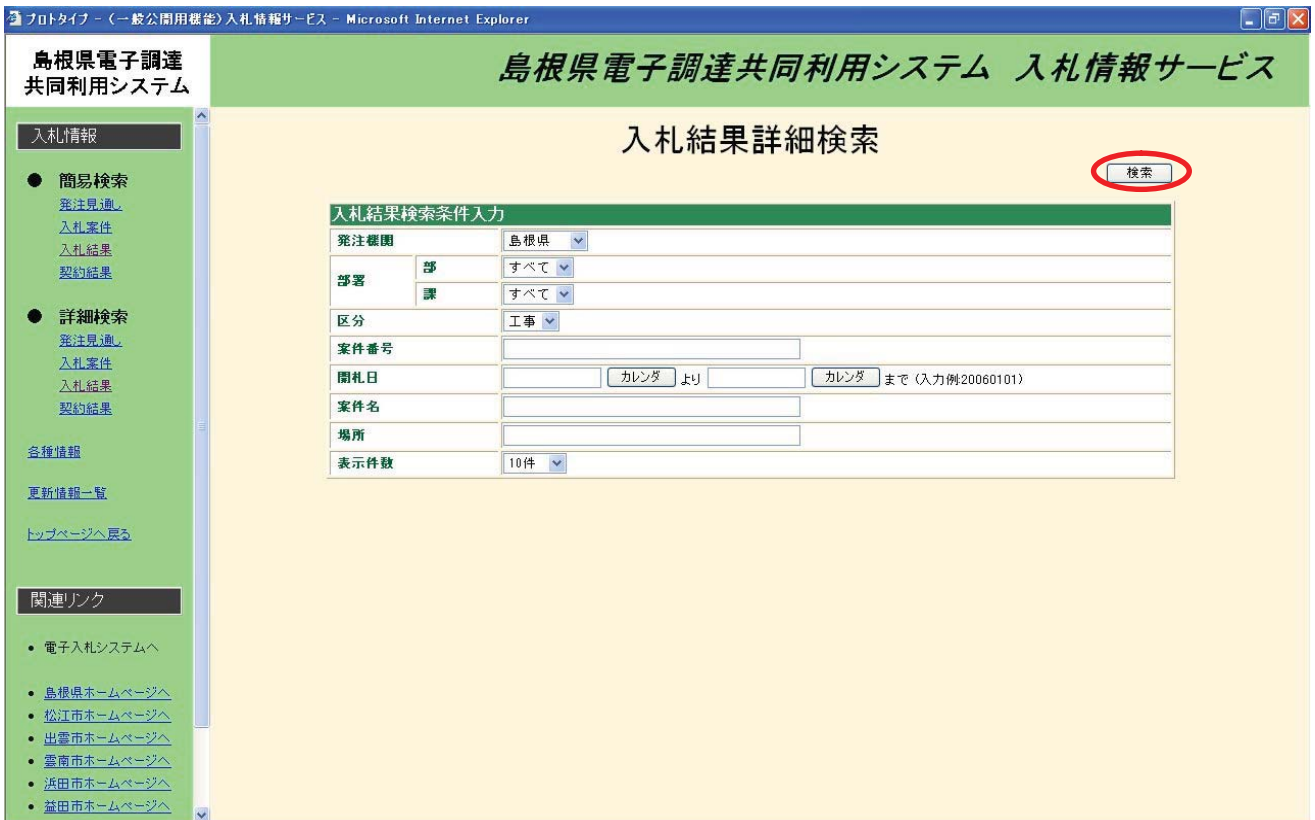 プロトタイプ - (一般公開用機能)入札情報サービス - Microsoft Internet Explorer
島根県電子調達
共同利用システム
島根県電子調達共同利用システム 入札情報サービス
入札情報
● 簡易検索
発注見通し
入札案件
入札結果
契約結果
● 詳細検索
発注見通し
入札案件
入札結果
契約結果
各種情報
更新情報一覧
トップページへ戻る
関連リンク
• 電子入札システムへ
• 島根県ホームページへ
• 松江市ホームページへ
• 出雲市ホームページへ
• 雲南市ホームページへ
• 浜田市ホームページへ
• 益田市ホームページへ
入札結果詳細検索
検索
入札結果検索条件入力
発注機関 島根県
部署 部 すべて
課 すべて
区分 工事
案件番号
開札日 カレンダ より カレンダ まで (入力例:20060101)
案件名
場所
表示件数 10件